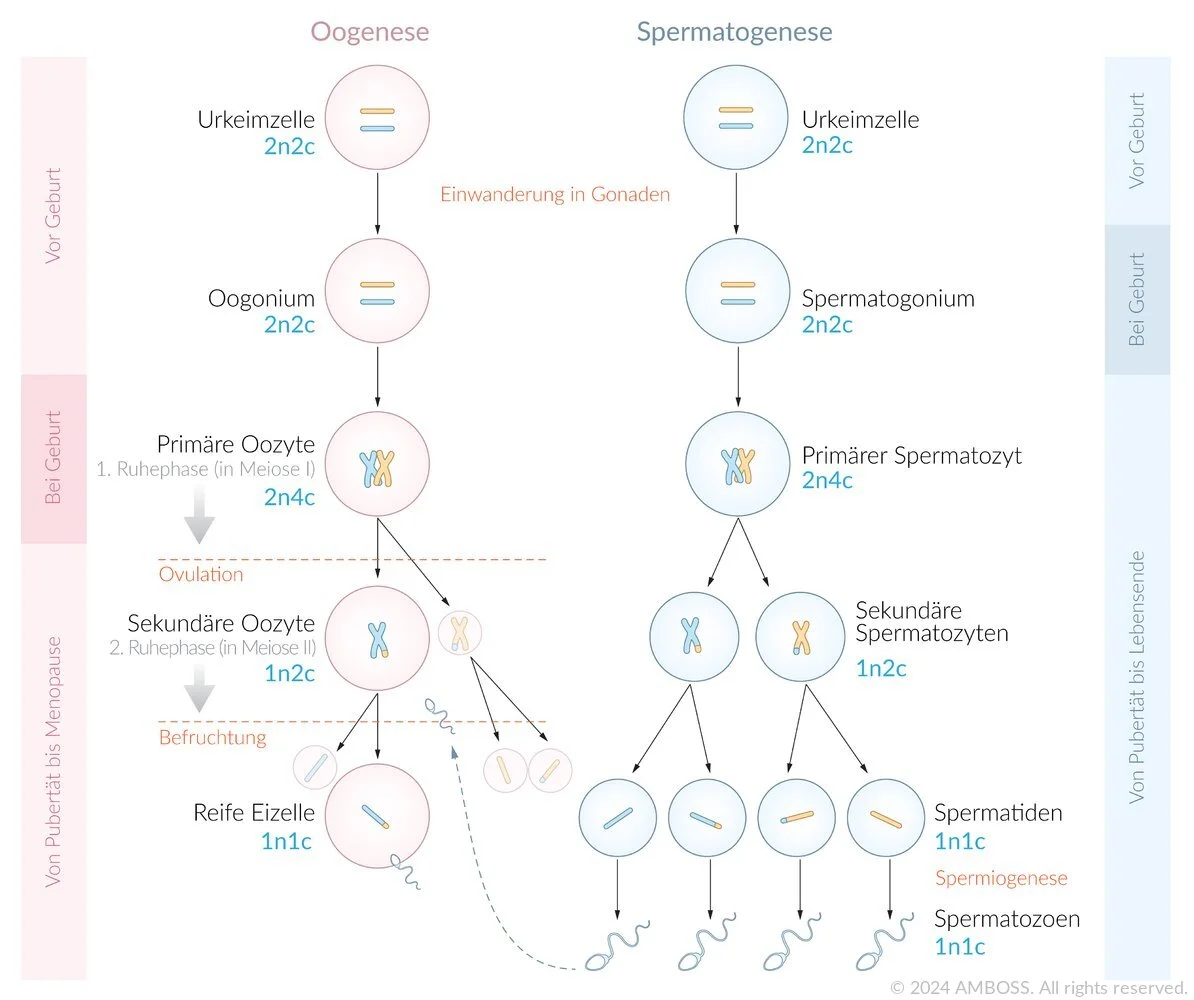 Oogenese
Spermatogenese
Vor Geburt
Bei Geburt
Von Pubertät bis Menopause
Urkeimzelle
2n2c
Oogonium
2n2c
Primäre Oozyte
1. Ruhephase (in Meiose I)
2n4c
Ovulation
Sekundäre Oozyte
2. Ruhephase (in Meiose II)
1n2c
Befruchtung
Reife Eizelle
1n1c
Einwanderung in Gonaden
Urkeimzelle
2n2c
Spermatogonium
2n2c
Primärer Spermatozyt
2n4c
Sekundäre
Spermatozyten
1n2c
Spermatiden
1n1c
Spermiogenese
Spermatozoen
1n1c
Vor Geburt
Bei Geburt
Von Pubertät bis Lebensende
© 2024 AMBOSS. All rights reserved.